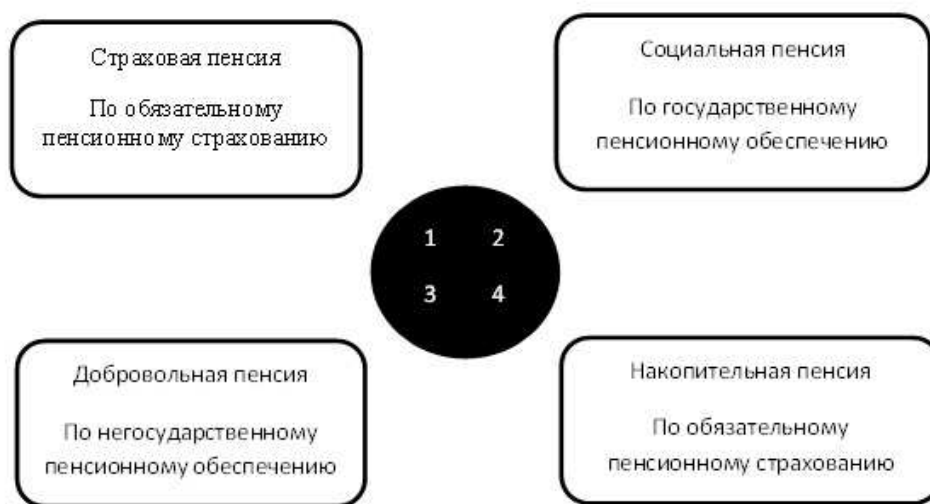 Страховая пенсия
По обязательному
пенсионному страхованию
Социальная пенсия
По государственному
пенсионному обеспечению
1 2
3 4
Добровольная пенсия
По негосударственному
пенсионному обеспечению
Накопительная пенсия
По обязательному
пенсионному страхованию